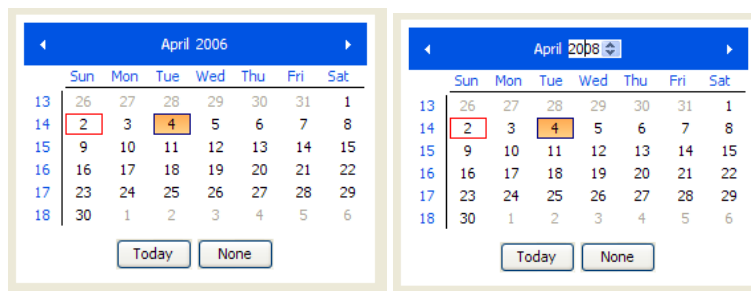 April 2006
Sun Mon Tue Wed Thu Fri Sat
13 26 27 28 29 30 31 1
14 2 3 4 5 6 7 8
15 9 10 11 12 13 14 15
16 16 17 18 19 20 21 22
17 23 24 25 26 27 28 29
18 30 1 2 3 4 5 6
Today None
April 2008
Sun Mon Tue Wed Thu Fri Sat
13 26 27 28 29 30 31 1
14 2 3 4 5 6 7 8
15 9 10 11 12 13 14 15
16 16 17 18 19 20 21 22
17 23 24 25 26 27 28 29
18 30 1 2 3 4 5 6
Today None